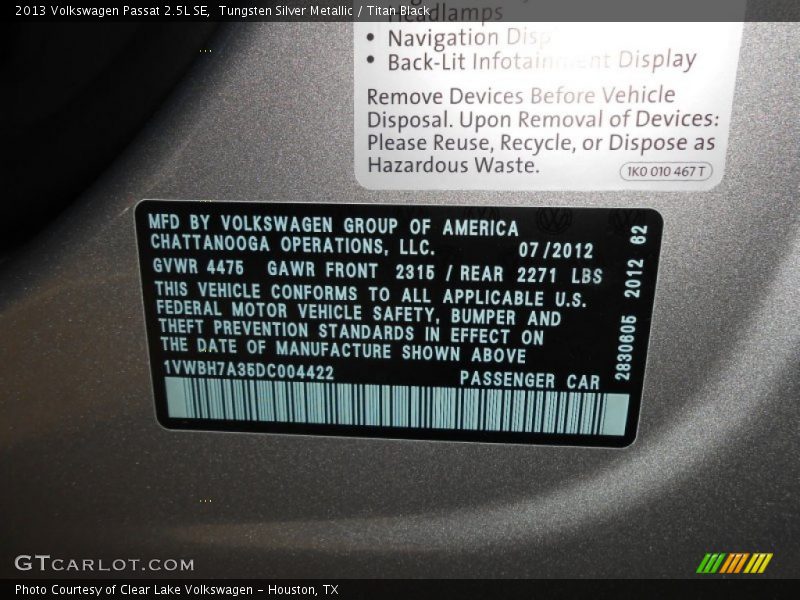 2013 Volkswagen Passat 2.5L SE, Tungsten Silver Metallic / Titan Black
Headlamps
• Navigation Disp
• Back-Lit Infotainment Display
Remove Devices Before Vehicle
Disposal. Upon Removal of Devices:
Please Reuse, Recycle, or Dispose as
Hazardous Waste.
1K0 010 467 T
MFD BY VOLKSWAGEN GROUP OF AMERICA
CHATTANOOGA OPERATIONS, LLC. 07/2012
GVWR 4475 GAWR FRONT 2315 / REAR 2271 LBS
THIS VEHICLE CONFORMS TO ALL APPLICABLE U.S.
FEDERAL MOTOR VEHICLE SAFETY, BUMPER AND
THEFT PREVENTION STANDARDS IN EFFECT ON
THE DATE OF MANUFACTURE SHOWN ABOVE
1VWBH7A35DC004422 PASSENGER CAR
2830605 2012 62
GTCARLOT.COM
Photo Courtesy of Clear Lake Volkswagen - Houston, TX